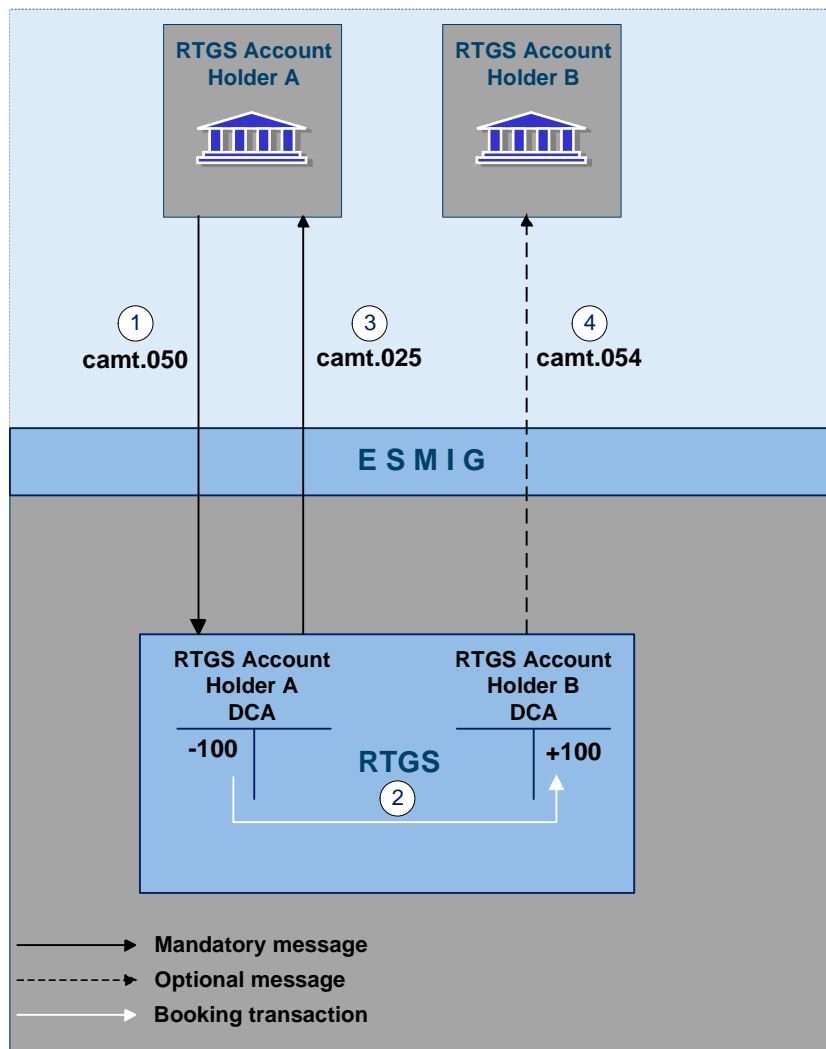 RTGS Account
Holder A
RTGS Account
Holder B
1
camt.050
3
camt.025
4
camt.054
E S M I G
RTGS Account
Holder A
DCA
RTGS Account
Holder B
DCA
-100
RTGS
+100
2
Mandatory message
Optional message
Booking transaction